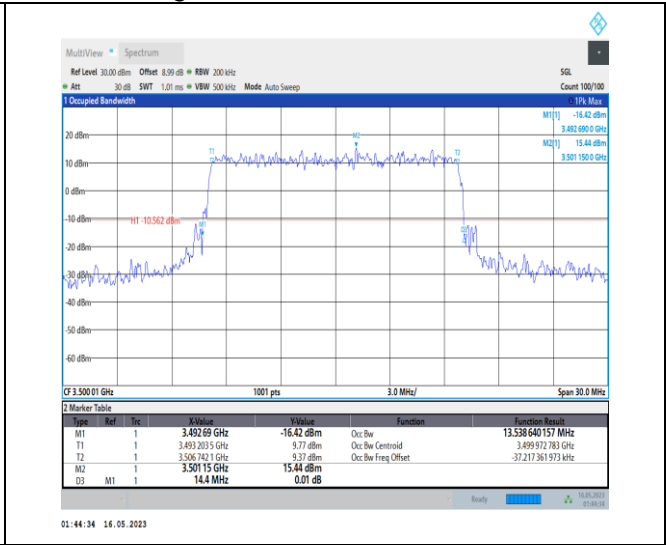 MultiView Spectrum
Ref Level 30.00 dBm Offset 8.99 dB RBW 200 kHz SGL
Att 30 dB SWT 1.01 ms VBW 500 kHz Mode Auto Sweep Count 100/100
1 Occupied Bandwidth 1Pk Max
M1[1] -16.42 dBm
3.492 690 0 GHz
M2[1] 15.44 dBm
3.501 150 0 GHz
20 dBm
M2
T1 T2
10 dBm
0 dBm
-10 dBm
H1 -10.562 dBm
M1
-20 dBm
-30 dBm
-40 dBm
-50 dBm
-60 dBm
CF 3.500 01 GHz 1001 pts 3.0 MHz/ Span 30.0 MHz
2 Marker Table
Type Ref Trc X-Value Y-Value Function Function Result
M1 1 3.492 69 GHz -16.42 dBm Occ Bw 13.538 640 157 MHz
T1 1 3.493 203 5 GHz 9.77 dBm Occ Bw Centroid 3.499 972 783 GHz
T2 1 3.506 742 1 GHz 9.37 dBm Occ Bw Freq Offset -37.217 361 973 kHz
M2 1 3.501 15 GHz 15.44 dBm
D3 M1 1 14.4 MHz 0.01 dB
Ready 16.05.2023
01:44:34
01:44:34 16.05.2023